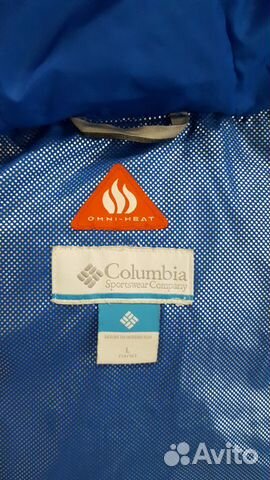 OMNI-HEAT
Columbia
Sportswear Company
L
Avito